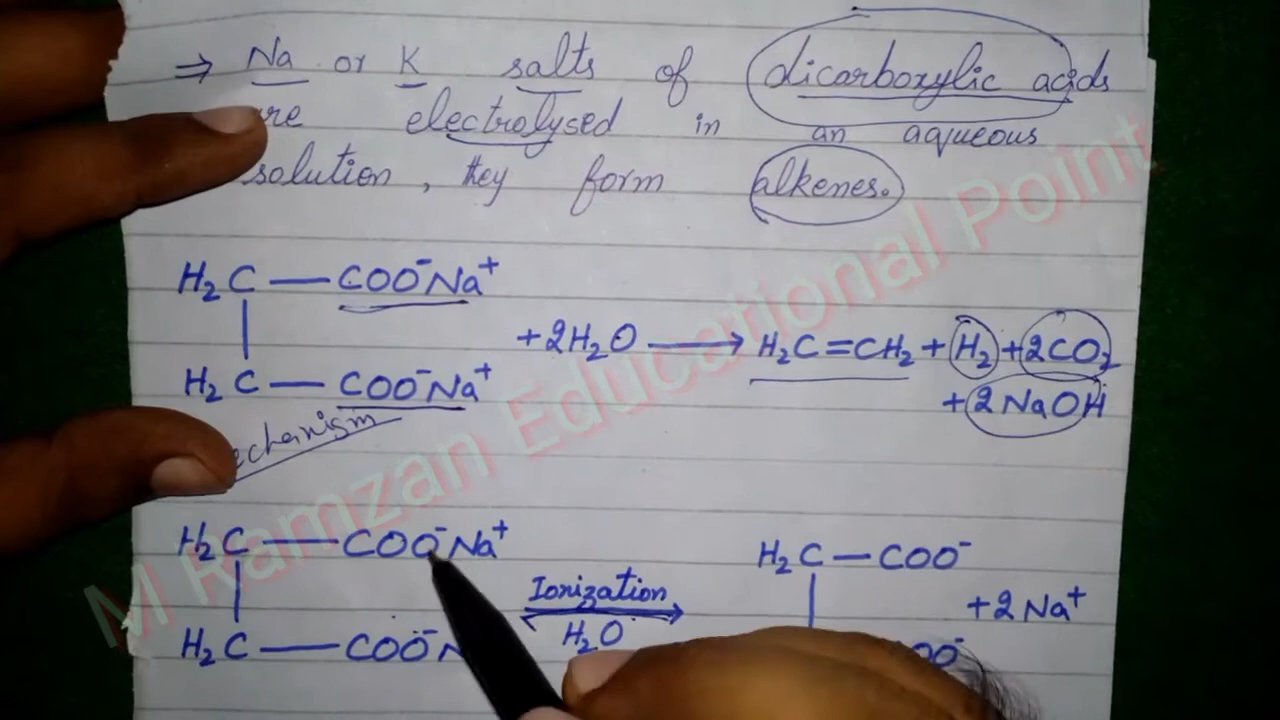 ⇒ Na or K salts of dicarboxylic acids
are electrolysed in an aqueous
solution, they form alkenes.
H₂C — COO⁻Na⁺
+2H₂O ⟶ H₂C=CH₂ + H₂ + 2CO₂
H₂C — COO⁻Na⁺
+ 2NaOH
echanism
H₂C — COO⁻Na⁺
H₂C — COO⁻
Ionization
+2Na⁺
H₂O
H₂C — COO⁻N
OO⁻
M Ramzan Educational Point